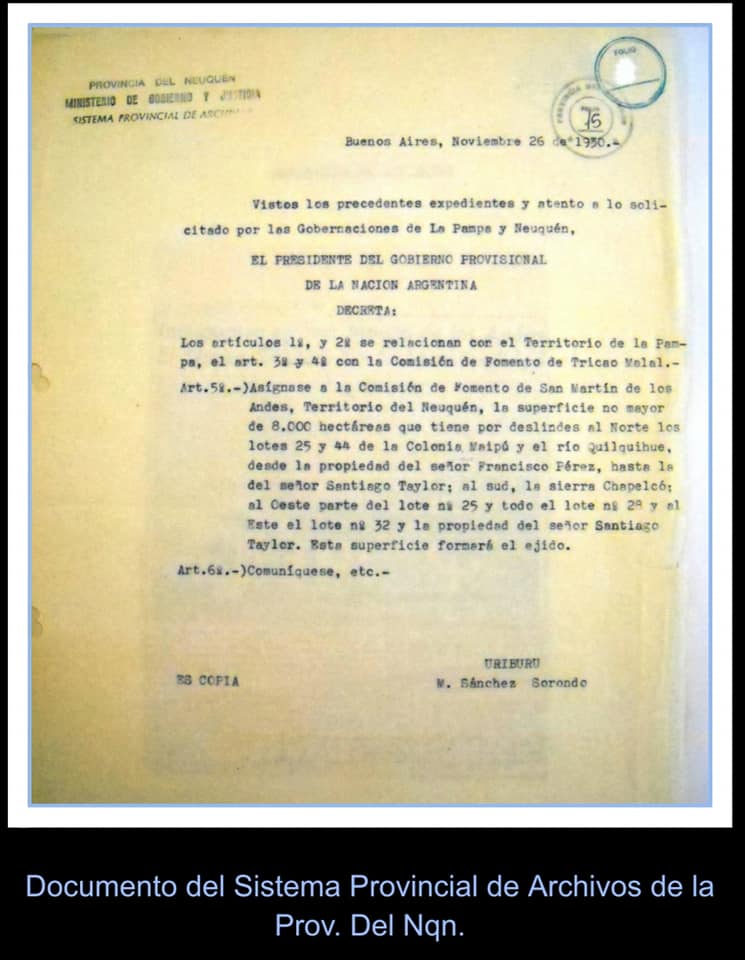 PROVINCIA DEL NEUQUÉN
MINISTERIO DE GOBIERNO Y JUSTICIA
SISTEMA PROVINCIAL DE
FOLIO
PROVINCIA DEL
FOLIO
75
Buenos Aires, Noviembre 26 de 1930.-
Vistos los precedentes expedientes y atento a lo soli-
citado por las Gobernaciones de La Pampa y Neuquén,
EL PRESIDENTE DEL GOBIERNO PROVISIONAL
DE LA NACION ARGENTINA
DECRETA:
Los artículos 1º, y 2º se relacionan con el Territorio de la Pam-
pa, el art. 3º y 4º con la Comisión de Fomento de Tricao Malal.-
Art.5º.-)Asígnase a la Comisión de Fomento de San Martín de los
Andes, Territorio del Neuquén, la superficie no mayor
de 8.000 hectáreas que tiene por deslindes al Norte los
lotes 25 y 44 de la Colonia Maipú y el río Quilquihue,
desde la propiedad del señor Francisco Pérez, hasta la
del señor Santiago Taylor; al sud, la sierra Chapelcó;
al Oeste parte del lote nº 25 y todo el lote nº y al
Este el lote nº 32 y la propiedad del señor Santiago
Taylor. Esta superficie formará el ejido.
Art.6º.-)Comuníquese, etc.-
URIBURU
ES COPIA
M. Sánchez Sorondo
Documento del Sistema Provincial de Archivos de la
Prov. Del Nqn.